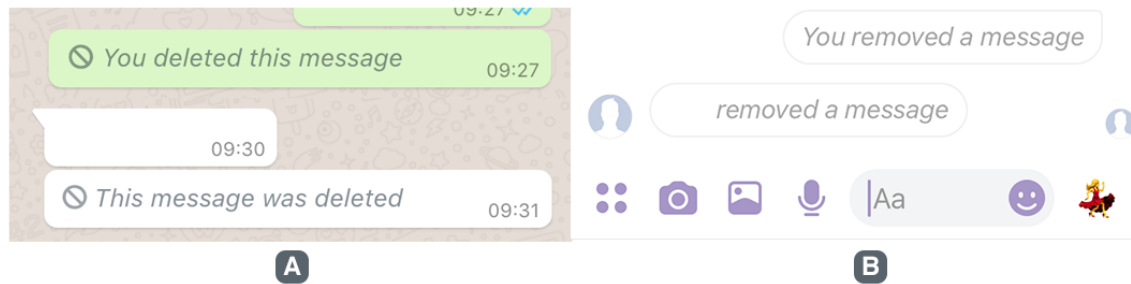 09:27
You deleted this message
09:27
09:30
This message was deleted
09:31
A
You removed a message
removed a message
Aa
B